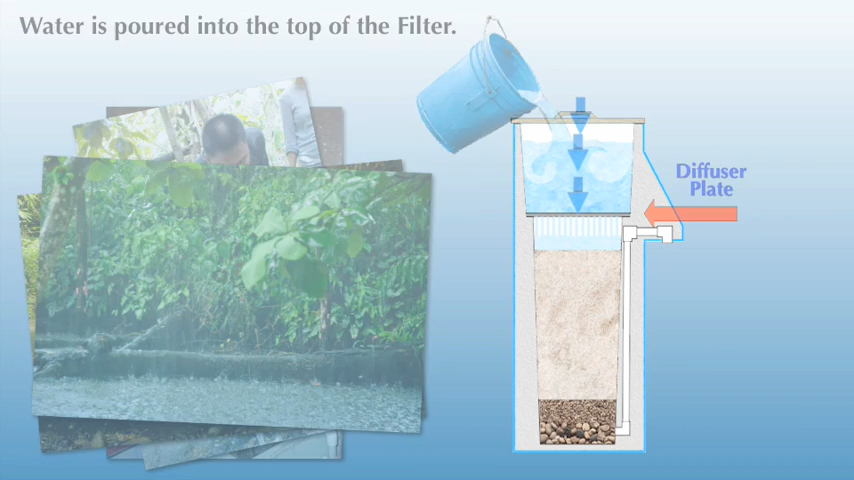 Water is poured into the top of the Filter.
Diffuser
Plate